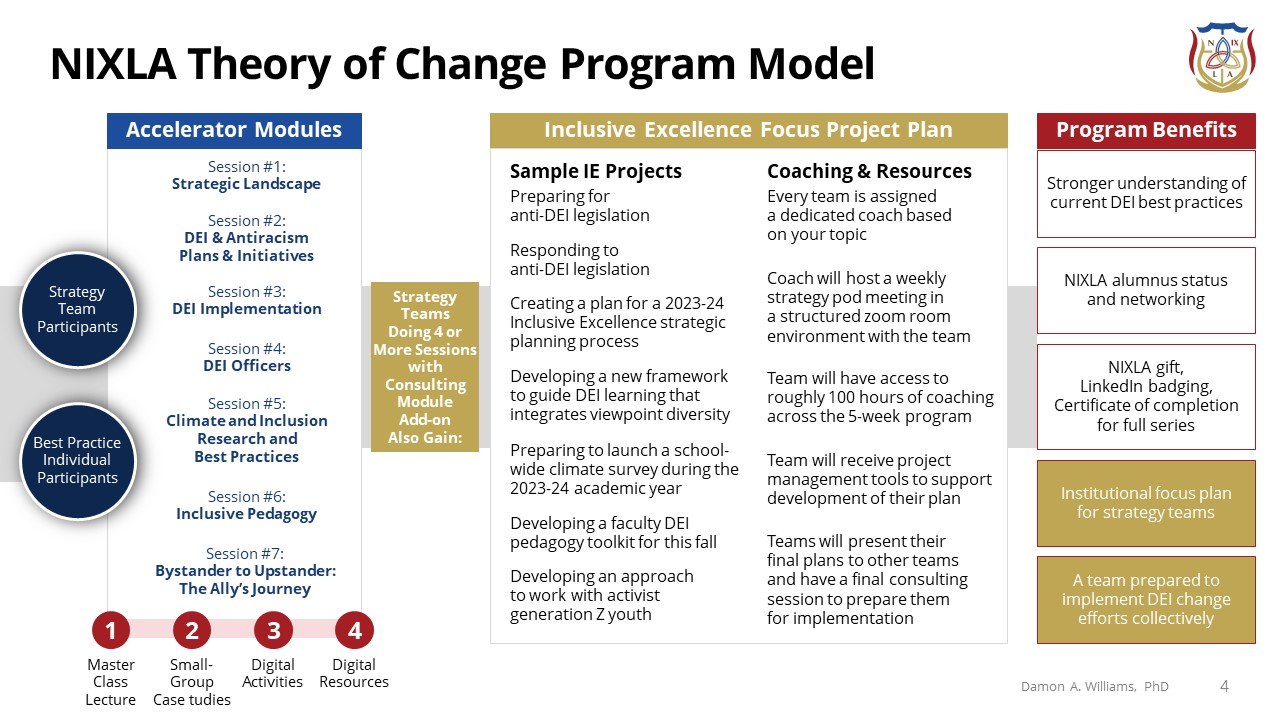 NIXLA Theory of Change Program Model
N IX
L A
Accelerator Modules
Session #1:
Strategic Landscape
Session #2:
DEI & Antiracism
Plans & Initiatives
Session #3:
DEI Implementation
Session #4:
DEI Officers
Session #5:
Climate and Inclusion
Research and
Best Practices
Session #6:
Inclusive Pedagogy
Session #7:
Bystander to Upstander:
The Ally’s Journey
Strategy
Team
Participants
Best Practice
Individual
Participants
1
Master
Class
Lecture
2
Small-
Group
Case tudies
3
Digital
Activities
4
Digital
Resources
Strategy
Teams
Doing 4 or
More Sessions
with
Consulting
Module
Add-on
Also Gain:
Inclusive Excellence Focus Project Plan
Sample IE Projects
Preparing for
anti-DEI legislation
Responding to
anti-DEI legislation
Creating a plan for a 2023-24
Inclusive Excellence strategic
planning process
Developing a new framework
to guide DEI learning that
integrates viewpoint diversity
Preparing to launch a school-
wide climate survey during the
2023-24 academic year
Developing a faculty DEI
pedagogy toolkit for this fall
Developing an approach
to work with activist
generation Z youth
Coaching & Resources
Every team is assigned
a dedicated coach based
on your topic
Coach will host a weekly
strategy pod meeting in
a structured zoom room
environment with the team
Team will have access to
roughly 100 hours of coaching
across the 5-week program
Team will receive project
management tools to support
development of their plan
Teams will present their
final plans to other teams
and have a final consulting
session to prepare them
for implementation
Program Benefits
Stronger understanding of
current DEI best practices
NIXLA alumnus status
and networking
NIXLA gift,
LinkedIn badging,
Certificate of completion
for full series
Institutional focus plan
for strategy teams
A team prepared to
implement DEI change
efforts collectively
Damon A. Williams, PhD
4